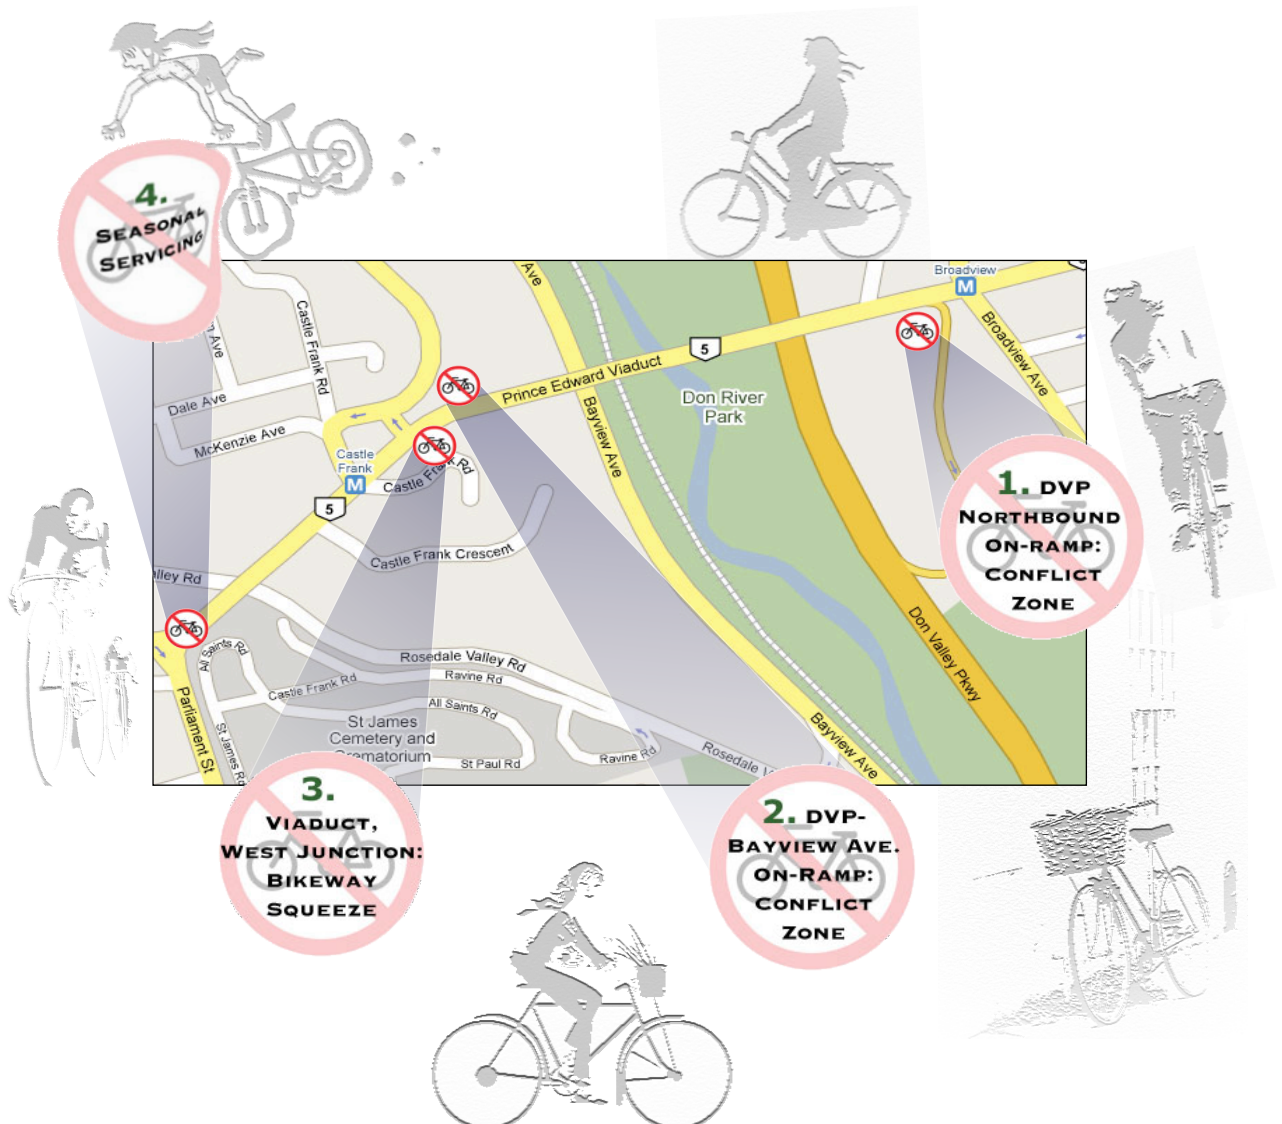 4.
SEASONAL
SERVICING
Broadview
M
Ave
Castle Frank Rd
Ave
5
Broadview Ave
Prince Edward Viaduct
Don River
Park
Dale Ave
McKenzie Ave
Bayview Ave
Castle
Frank
M
Castle Frank Rd
5
1. DVP
NORTHBOUND
ON-RAMP:
CONFLICT
ZONE
Castle Frank Crescent
alley Rd
All Saints Rd
Don Valley Pkwy
Rosedale Valley Rd
Ravine Rd
Castle Frank Rd
All Saints Rd
Parliament St
St James Rd
St James
Cemetery and
Crematorium
St Paul Rd
Ravine Rd
Rosedale V
Bayview Ave
3.
VIADUCT,
WEST JUNCTION:
BIKEWAY
SQUEEZE
2. DVP-
BAYVIEW AVE.
ON-RAMP:
CONFLICT
ZONE